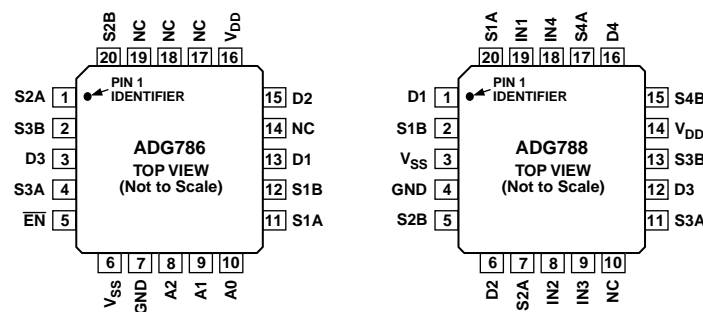 S2B NC NC NC VDD
20 19 18 17 16
S2A 1
S3B 2
D3 3
S3A 4
EN 5
PIN 1
IDENTIFIER
ADG786
TOP VIEW
(Not to Scale)
15 D2
14 NC
13 D1
12 S1B
11 S1A
6 7 8 9 10
VSS GND A2 A1 A0
S1A IN1 IN4 S4A D4
20 19 18 17 16
D1 1
S1B 2
VSS 3
GND 4
S2B 5
PIN 1
IDENTIFIER
ADG788
TOP VIEW
(Not to Scale)
15 S4B
14 VDD
13 S3B
12 D3
11 S3A
6 7 8 9 10
D2 S2A IN2 IN3 NC